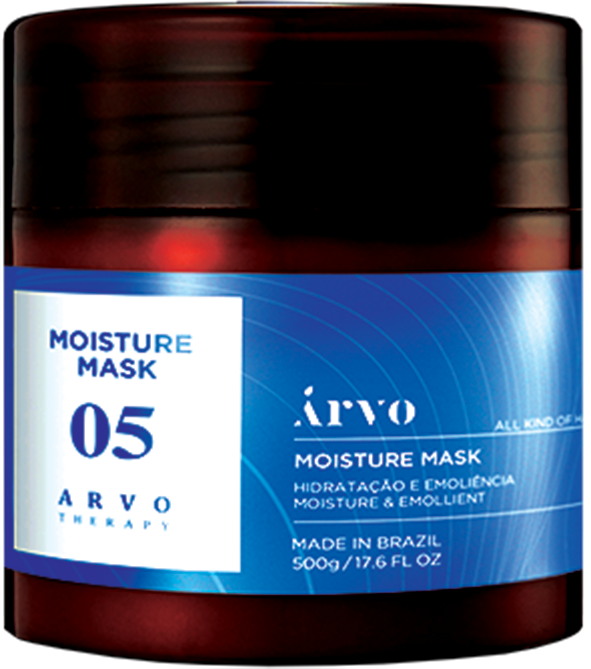 MOISTURE
MASK
05
ARVO
THERAPY
Árvo
ALL KIND OF
MOISTURE MASK
HIDRATAÇÃO E EMOLIÊNCIA
MOISTURE & EMOLLIENT
MADE IN BRAZIL
500g/17.6 FL OZ